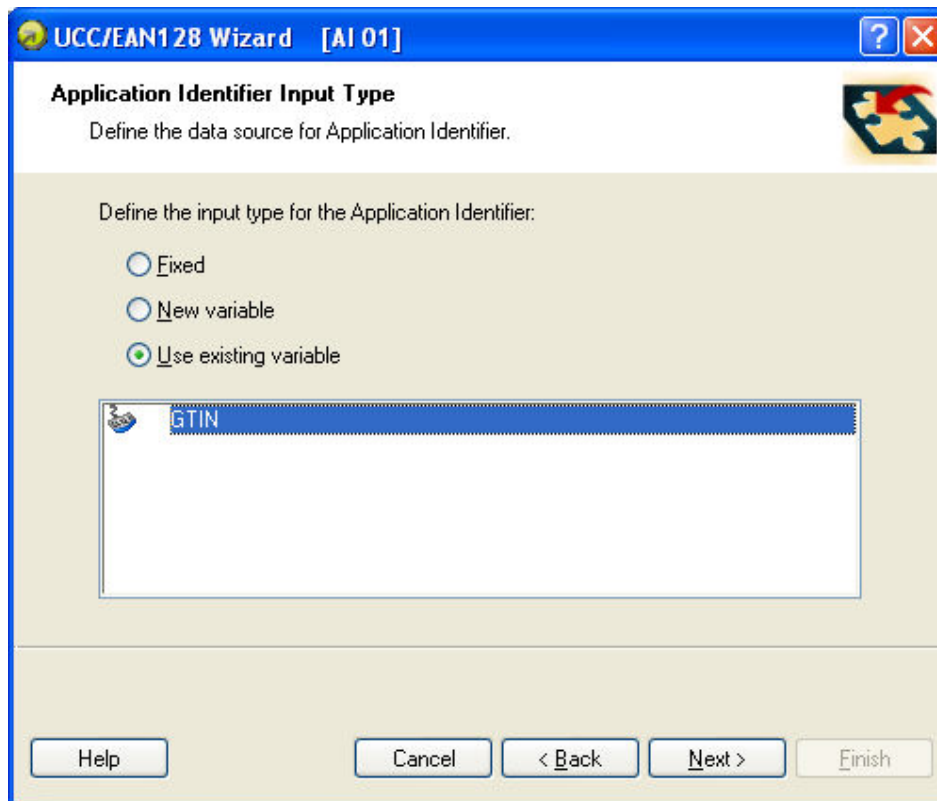 UCC/EAN128 Wizard [AI 01]
Application Identifier Input Type
Define the data source for Application Identifier.
Define the input type for the Application Identifier:
Fixed
New variable
Use existing variable
GTIN
Help Cancel < Back Next > Finish